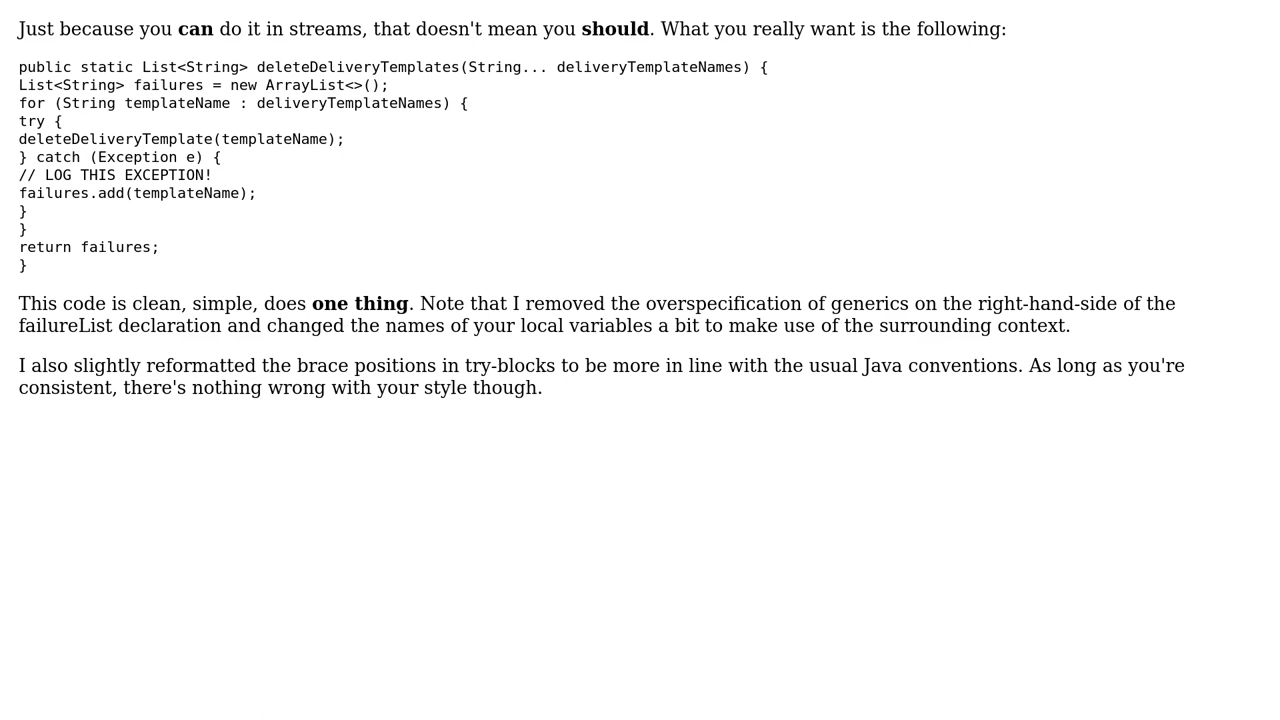 Just because you can do it in streams, that doesn't mean you should. What you really want is the following:
public static List<String> deleteDeliveryTemplates(String... deliveryTemplateNames) {
List<String> failures = new ArrayList<>();
for (String templateName : deliveryTemplateNames) {
try {
deleteDeliveryTemplate(templateName);
} catch (Exception e) {
// LOG THIS EXCEPTION!
failures.add(templateName);
}
}
return failures;
}
This code is clean, simple, does one thing. Note that I removed the overspecification of generics on the right-hand-side of the
failureList declaration and changed the names of your local variables a bit to make use of the surrounding context.
I also slightly reformatted the brace positions in try-blocks to be more in line with the usual Java conventions. As long as you're
consistent, there's nothing wrong with your style though.